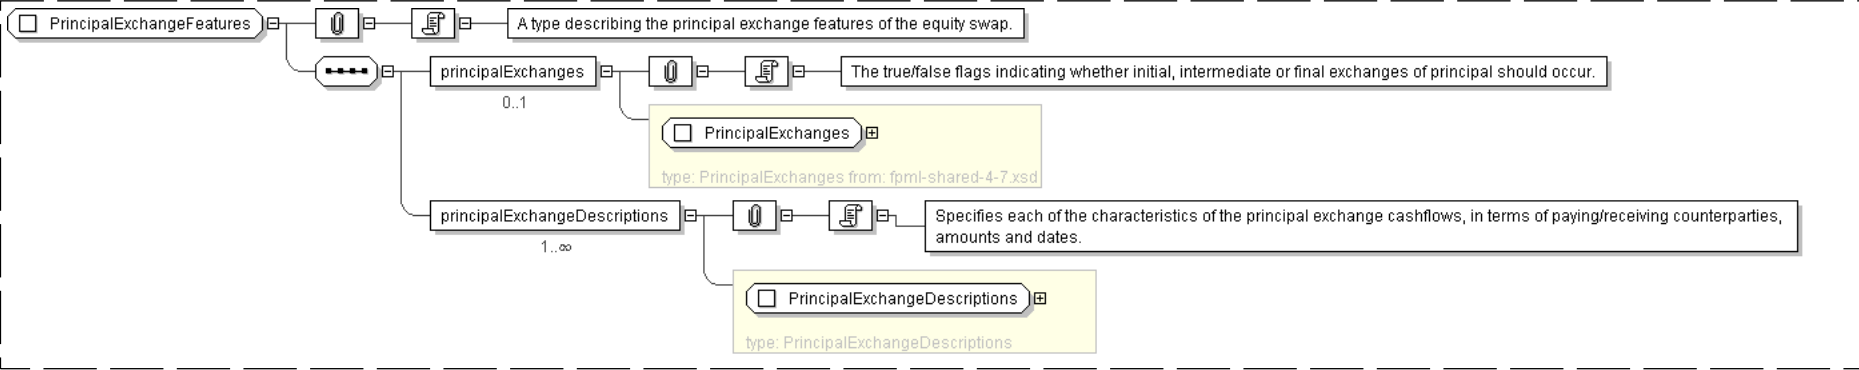 PrincipalExchangeFeatures
A type describing the principal exchange features of the equity swap.
principalExchanges
The true/false flags indicating whether initial, intermediate or final exchanges of principal should occur.
0..1
PrincipalExchanges
type: PrincipalExchanges from: fpml-shared-4-7.xsd
principalExchangeDescriptions
Specifies each of the characteristics of the principal exchange cashflows, in terms of paying/receiving counterparties,
amounts and dates.
1..∞
PrincipalExchangeDescriptions
type: PrincipalExchangeDescriptions